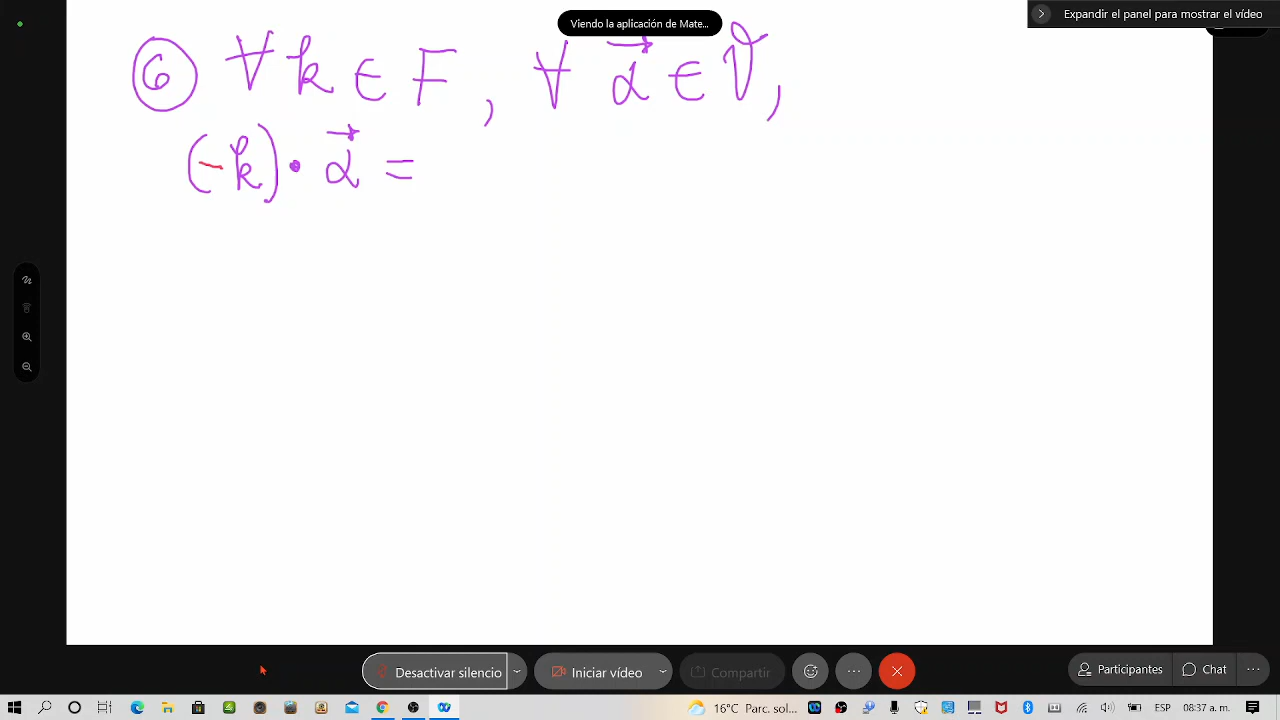 Viendo la aplicación de Mate...
Expandir el panel para mostrar el vídeo
⑥ ∀ k ∈ F , ∀ α⃗ ∈ V,
(-k) • α⃗ =
Desactivar silencio
Iniciar vídeo
Compartir
Participantes
Chat
16°C Parc. sol...
ESP
08:37 a. m.